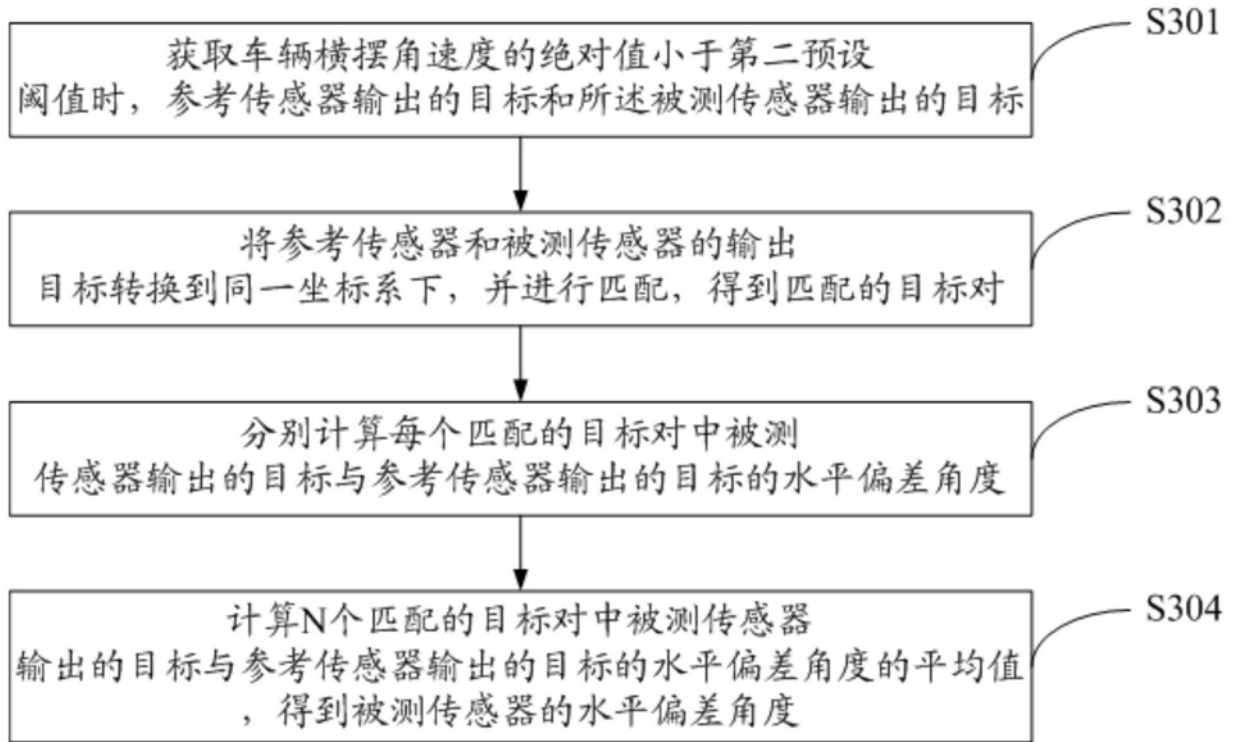 S301
获取车辆横摆角速度的绝对值小于第二预设
阈值时，参考传感器输出的目标和所述被测传感器输出的目标
S302
将参考传感器和被测传感器的输出
目标转换到同一坐标系下，并进行匹配，得到匹配的目标对
S303
分别计算每个匹配的目标对中被测
传感器输出的目标与参考传感器输出的目标的水平偏差角度
S304
计算N个匹配的目标对中被测传感器
输出的目标与参考传感器输出的目标的水平偏差角度的平均值
，得到被测传感器的水平偏差角度